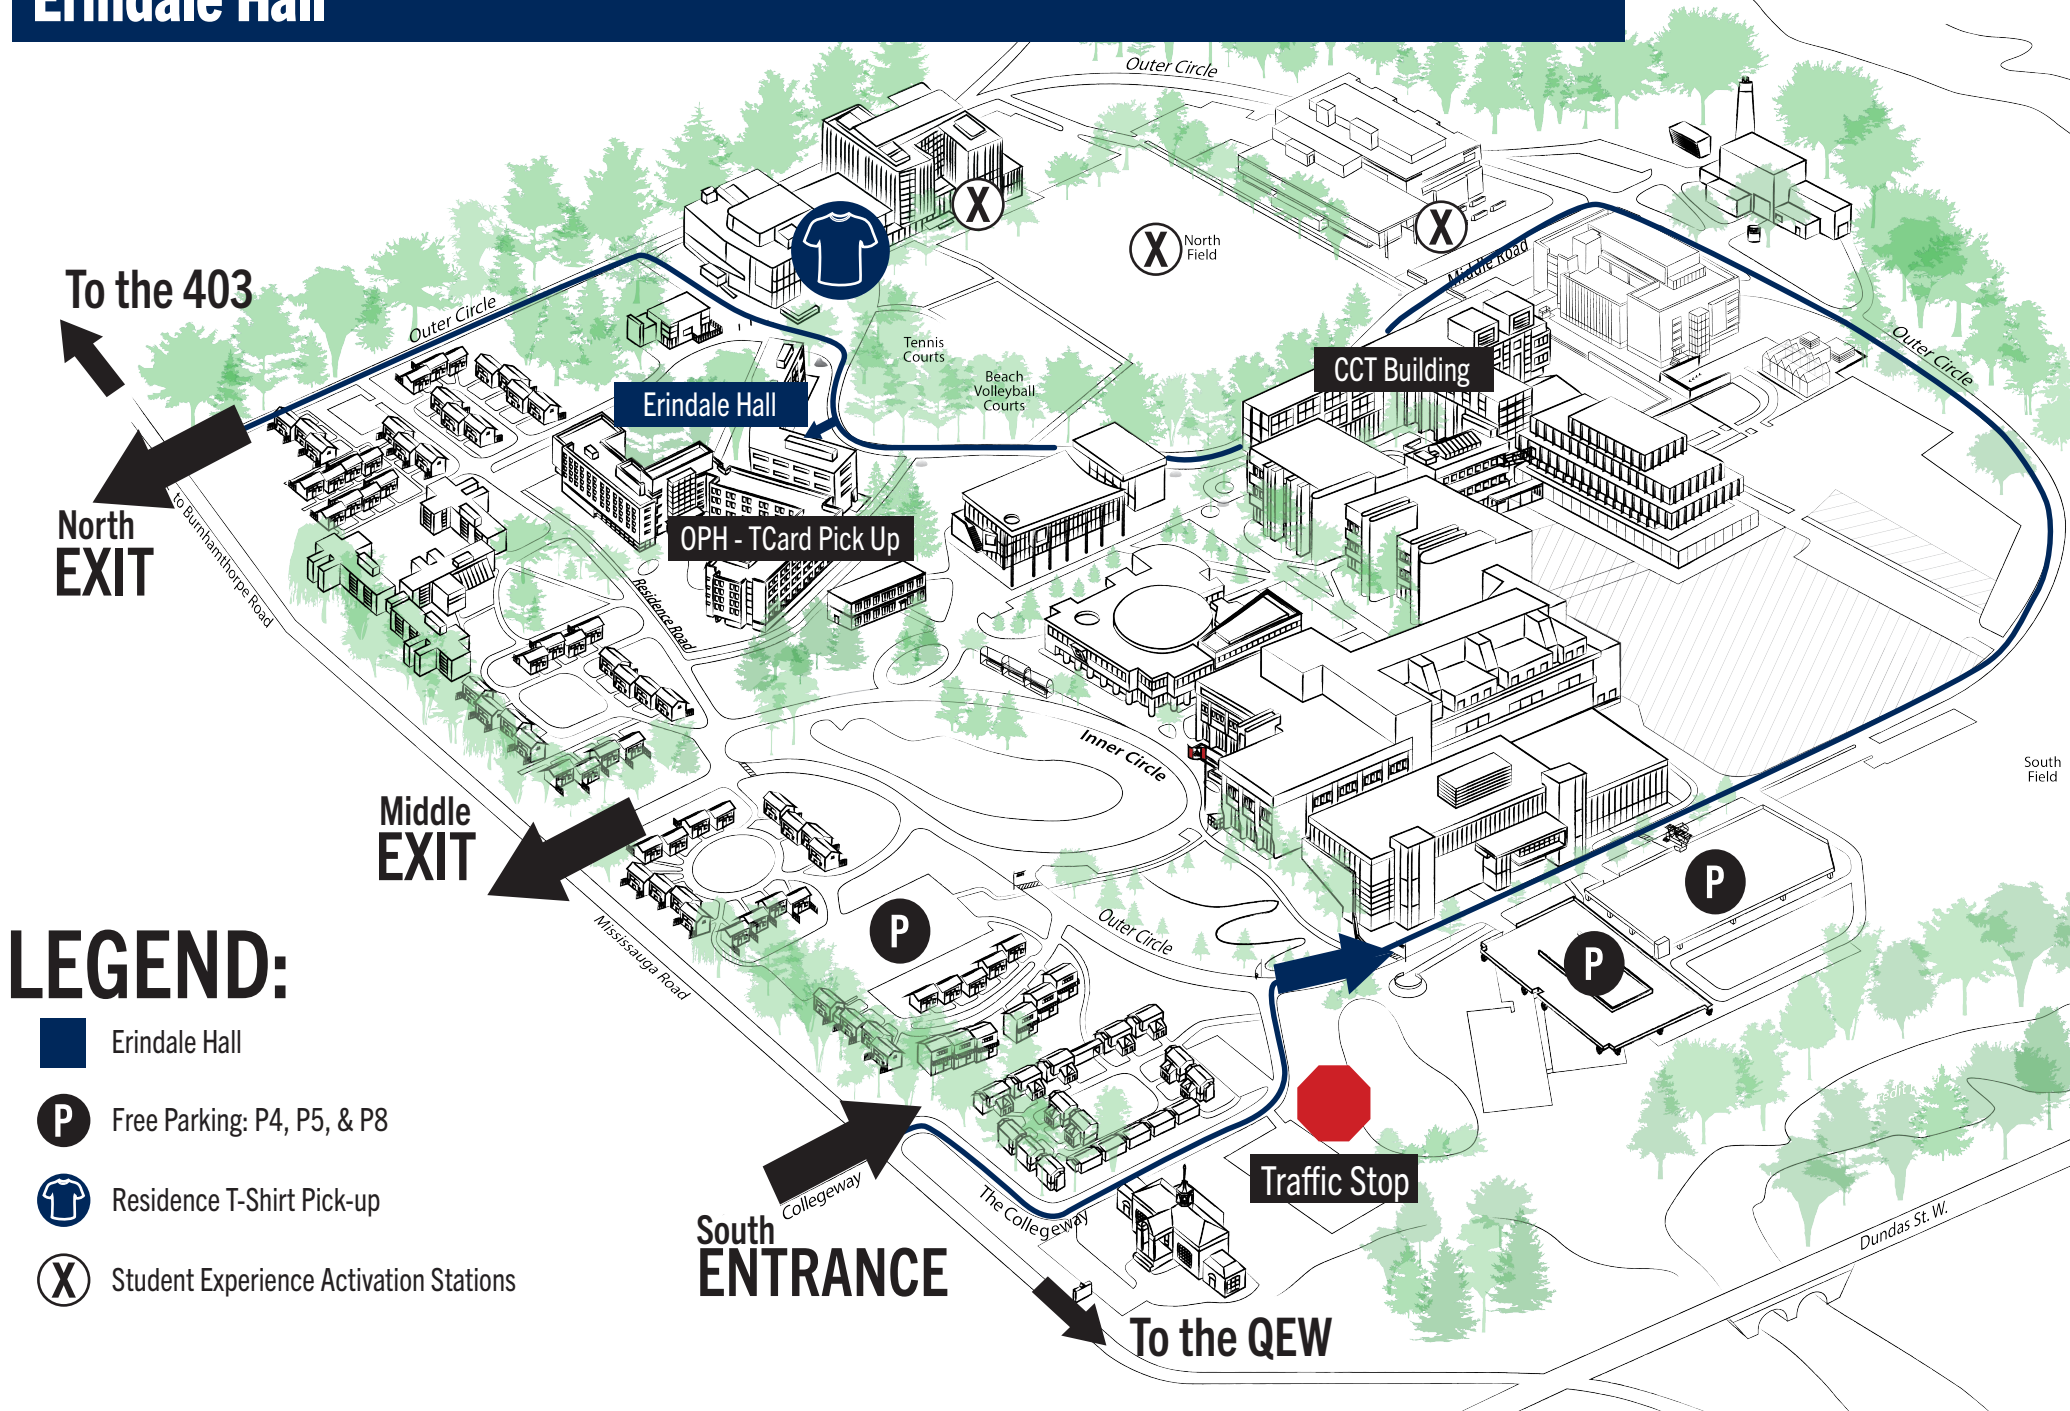 Erindale Hall
Outer Circle
X
X
X
North
Field
Middle Road
To the 403
Outer Circle
Tennis
Courts
Outer Circle
CCT Building
Beach
Volleyball
Courts
Erindale Hall
to Burnhamthorpe Road
North
EXIT
OPH - TCard Pick Up
Residence Road
Inner Circle
South
Field
Middle
EXIT
P
P
P
Mississauga Road
Outer Circle
LEGEND:
Erindale Hall
P
Free Parking: P4, P5, & P8
Residence T-Shirt Pick-up
X
Student Experience Activation Stations
Traffic Stop
Collegeway
The Collegeway
South
ENTRANCE
Dundas St. W.
To the QEW